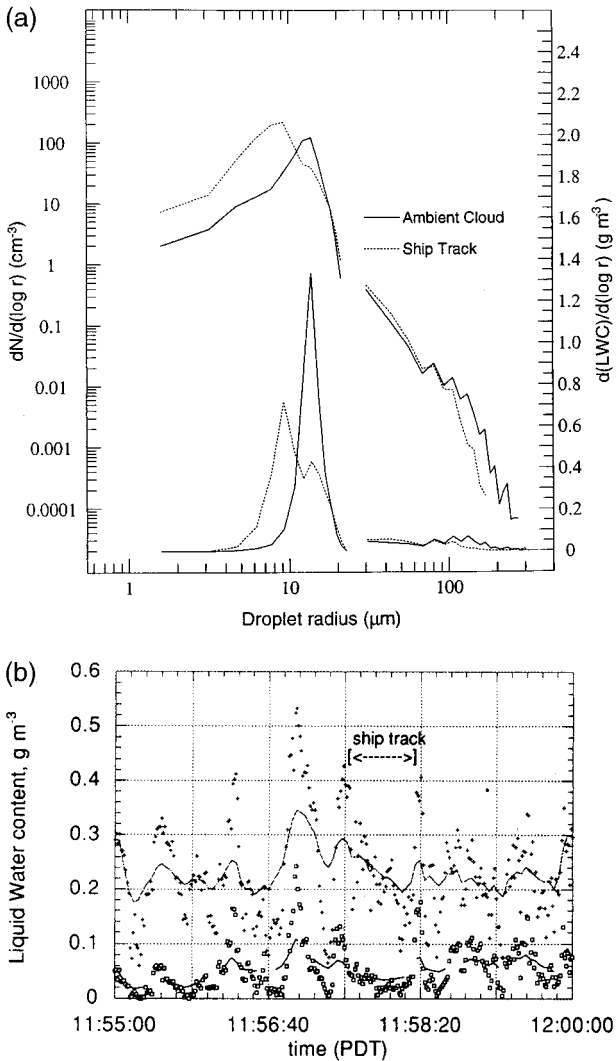 (a)
1000
100
10
1
0.1
0.01
0.001
0.0001
dN/d(log r) (cm-3)
Ambient Cloud
Ship Track
2.4
2.2
2.0
1.8
1.6
1.4
1.2
1.0
0.8
0.6
0.4
0.2
0
d(LWC)/d(log r) (g m3)
1 10 100
Droplet radius (µm)
(b)
0.6
0.5
0.4
0.3
0.2
0.1
0
Liquid Water content, g m-3
ship track
11:55:00 11:56:40 11:58:20 12:00:00
time (PDT)